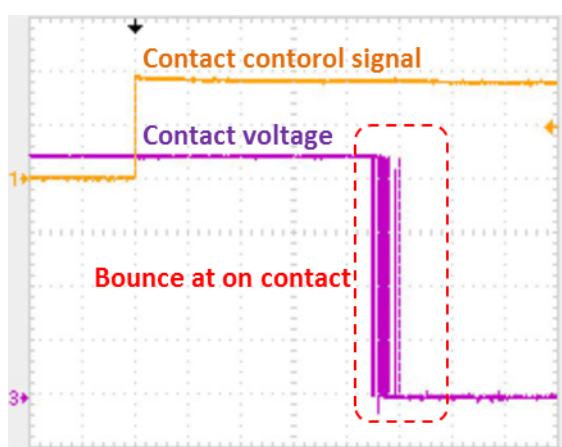 Contact contorol signal
Contact voltage
1
Bounce at on contact
3